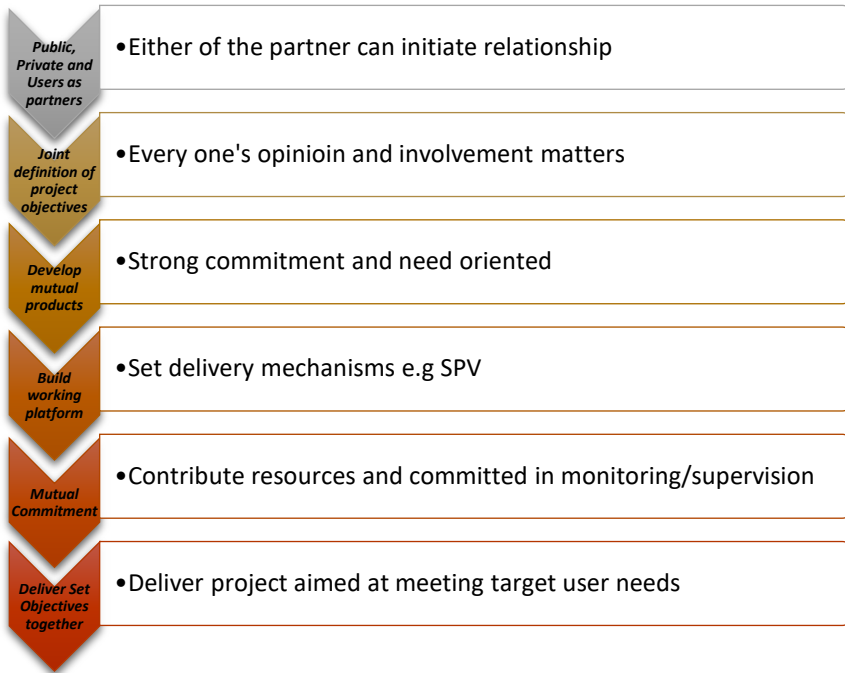 Public,
Private and
Users as
partners
•Either of the partner can initiate relationship
Joint
definition of
project
objectives
•Every one's opinioin and involvement matters
Develop
mutual
products
•Strong commitment and need oriented
Build
working
platform
•Set delivery mechanisms e.g SPV
Mutual
Commitment
•Contribute resources and committed in monitoring/supervision
Deliver Set
Objectives
together
•Deliver project aimed at meeting target user needs